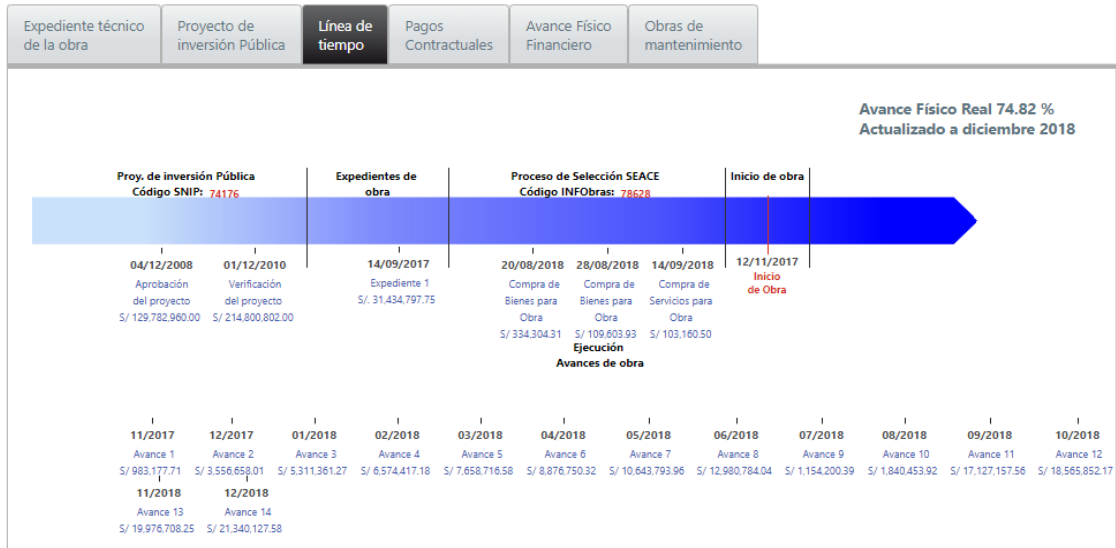 Expediente técnico
de la obra
Proyecto de
inversión Pública
Línea de
tiempo
Pagos
Contractuales
Avance Físico
Financiero
Obras de
mantenimiento
Avance Físico Real 74.82 %
Actualizado a diciembre 2018
Proy. de inversión Pública
Código SNIP: 74176
Expedientes de
obra
Proceso de Selección SEACE
Código INFObras: 78628
Inicio de obra
04/12/2008
Aprobación
del proyecto
S/ 129,782,960.00
01/12/2010
Verificación
del proyecto
S/ 214,800,802.00
14/09/2017
Expediente 1
S/. 31,434,797.75
20/08/2018
Compra de
Bienes para
Obra
S/ 334,304.31
28/08/2018
Compra de
Bienes para
Obra
S/ 109,603.93
14/09/2018
Compra de
Servicios para
Obra
S/ 103,160.50
12/11/2017
Inicio
de Obra
Ejecución
Avances de obra
11/2017
Avance 1
S/ 983,177.71
12/2017
Avance 2
S/ 3,556,658.01
01/2018
Avance 3
S/ 5,311,361.27
02/2018
Avance 4
S/ 6,574,417.18
03/2018
Avance 5
S/ 7,658,716.58
04/2018
Avance 6
S/ 8,876,750.32
05/2018
Avance 7
S/ 10,643,793.96
06/2018
Avance 8
S/ 12,980,784.04
07/2018
Avance 9
S/ 1,154,200.39
08/2018
Avance 10
S/ 1,840,453.92
09/2018
Avance 11
S/ 17,127,157.56
10/2018
Avance 12
S/ 18,565,852.17
11/2018
Avance 13
S/ 19,976,708.25
12/2018
Avance 14
S/ 21,340,127.58